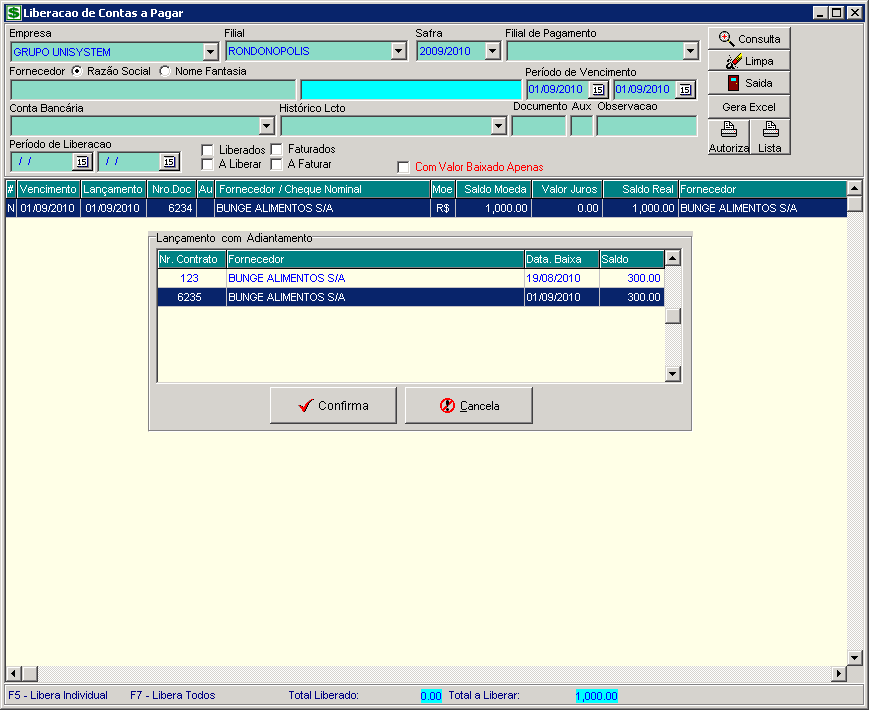 Liberacao de Contas a Pagar
Empresa Filial Safra Filial de Pagamento
GRUPO UNISYSTEM RONDONOPOLIS 2009/2010
Consulta
Limpa
Saida
Gera Excel
Autoriza Lista
Fornecedor Razão Social Nome Fantasia Período de Vencimento
01/09/2010 15 01/09/2010 15
Conta Bancária Histórico Lcto Documento Aux Observacao
Período de Liberacao
/ / 15 / / 15
Liberados Faturados
A Liberar A Faturar
Com Valor Baixado Apenas
# Vencimento Lançamento Nro.Doc Au Fornecedor / Cheque Nominal Moe Saldo Moeda Valor Juros Saldo Real Fornecedor
N 01/09/2010 01/09/2010 6234 BUNGE ALIMENTOS S/A R$ 1,000.00 0.00 1,000.00 BUNGE ALIMENTOS S/A
Lançamento com Adiantamento
Nr. Contrato Fornecedor Data. Baixa Saldo
123 BUNGE ALIMENTOS S/A 19/08/2010 300.00
6235 BUNGE ALIMENTOS S/A 01/09/2010 300.00
Confirma Cancela
F5 - Libera Individual F7 - Libera Todos Total Liberado: 0.00 Total a Liberar: 1,000.00